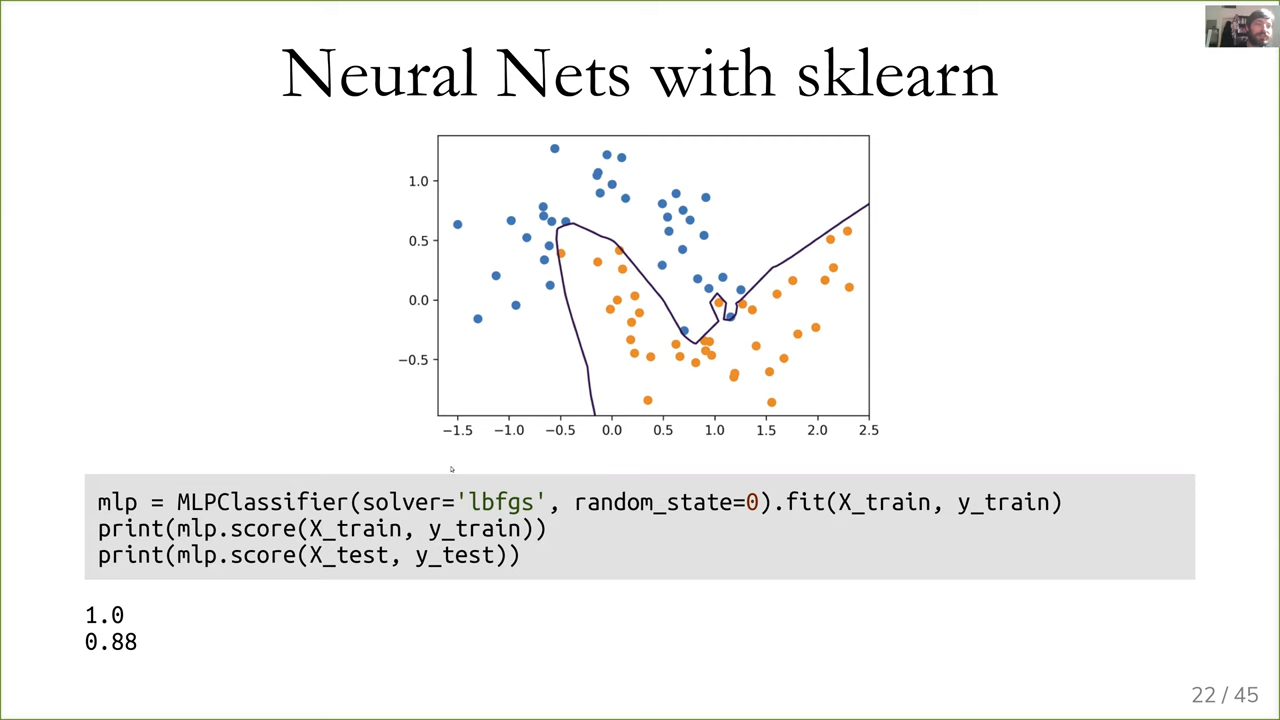 Neural Nets with sklearn
1.0
0.5
0.0
−0.5
−1.5 −1.0 −0.5 0.0 0.5 1.0 1.5 2.0 2.5
mlp = MLPClassifier(solver='lbfgs', random_state=0).fit(X_train, y_train)
print(mlp.score(X_train, y_train))
print(mlp.score(X_test, y_test))
1.0
0.88
22 / 45